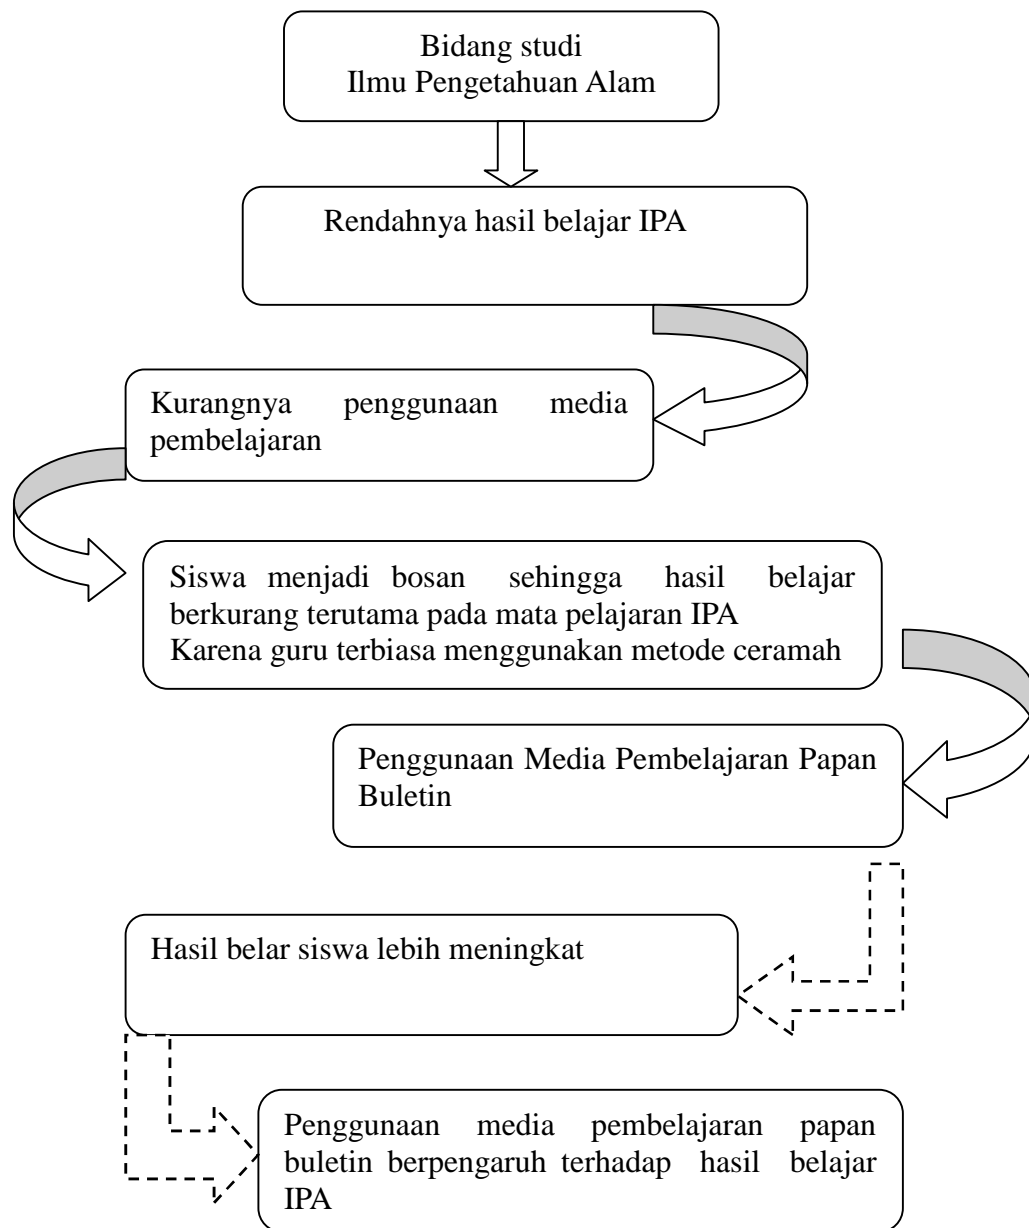 Bidang studi
Ilmu Pengetahuan Alam
Rendahnya hasil belajar IPA
Kurangnya penggunaan media
pembelajaran
Siswa menjadi bosan sehingga hasil belajar
berkurang terutama pada mata pelajaran IPA
Karena guru terbiasa menggunakan metode ceramah
Penggunaan Media Pembelajaran Papan
Buletin
Hasil belar siswa lebih meningkat
Penggunaan media pembelajaran papan
buletin berpengaruh terhadap hasil belajar
IPA